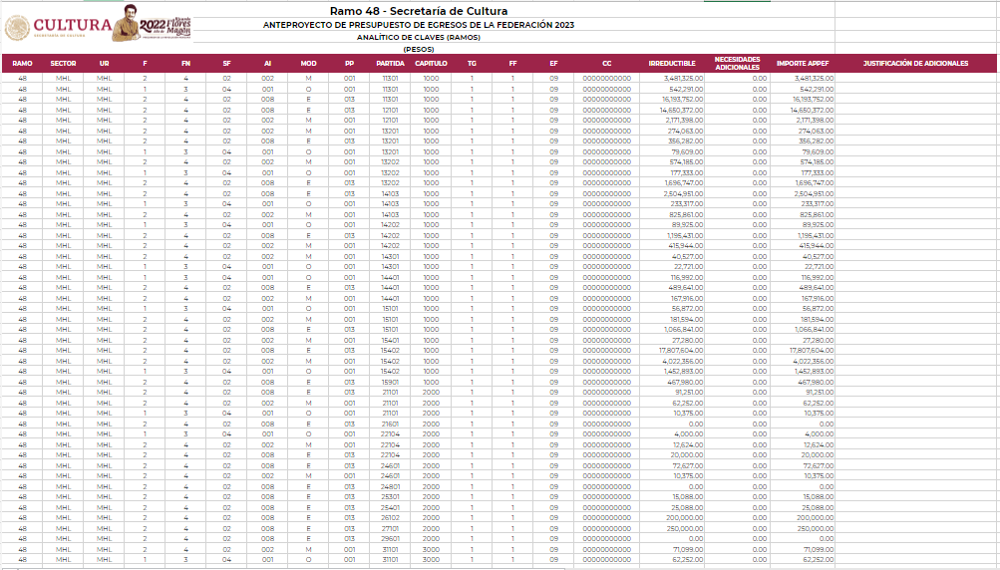 Ramo 48 - Secretaría de Cultura
CULTURA
SECRETARÍA DE CULTURA
2022 Flores Magón
ANTEPROYECTO DE PRESUPUESTO DE EGRESOS DE LA FEDERACIÓN 2023
ANALÍTICO DE CLAVES (RAMOS)
(PESOS)
RAMO SECTOR UR F FN SF AI MOO PP PARTIDA CAPITULO TG FF EF CC IRREDUCTIBLE NECESIDADES ADICIONALES IMPORTE APPEF JUSTIFICACIÓN DE ADICIONALES
48 MHL MHL 2 4 02 002 M 001 11301 1000 1 1 09 00000000000 3,481,325.00 0.00 3,481,325.00
48 MHL MHL 1 3 04 001 O 001 11301 1000 1 1 09 00000000000 542,291.00 0.00 542,291.00
48 MHL MHL 2 4 02 008 E 013 11301 1000 1 1 09 00000000000 16,193,752.00 0.00 16,193,752.00
48 MHL MHL 2 4 02 008 E 013 12101 1000 1 1 09 00000000000 14,650,372.00 0.00 14,650,372.00
48 MHL MHL 2 4 02 002 M 001 12101 1000 1 1 09 00000000000 2,171,398.00 0.00 2,171,398.00
48 MHL MHL 2 4 02 002 M 001 13201 1000 1 1 09 00000000000 274,063.00 0.00 274,063.00
48 MHL MHL 2 4 02 008 E 013 13201 1000 1 1 09 00000000000 356,282.00 0.00 356,282.00
48 MHL MHL 1 3 04 001 O 001 13201 1000 1 1 09 00000000000 79,609.00 0.00 79,609.00
48 MHL MHL 2 4 02 002 M 001 13202 1000 1 1 09 00000000000 574,185.00 0.00 574,185.00
48 MHL MHL 1 3 04 001 O 001 13202 1000 1 1 09 00000000000 177,333.00 0.00 177,333.00
48 MHL MHL 2 4 02 008 E 013 13202 1000 1 1 09 00000000000 1,696,747.00 0.00 1,696,747.00
48 MHL MHL 2 4 02 008 E 013 14103 1000 1 1 09 00000000000 2,504,951.00 0.00 2,504,951.00
48 MHL MHL 1 3 04 001 O 001 14103 1000 1 1 09 00000000000 233,317.00 0.00 233,317.00
48 MHL MHL 2 4 02 002 M 001 14103 1000 1 1 09 00000000000 825,861.00 0.00 825,861.00
48 MHL MHL 1 3 04 001 O 001 14202 1000 1 1 09 00000000000 89,925.00 0.00 89,925.00
48 MHL MHL 2 4 02 008 E 013 14202 1000 1 1 09 00000000000 1,195,431.00 0.00 1,195,431.00
48 MHL MHL 2 4 02 002 M 001 14202 1000 1 1 09 00000000000 415,944.00 0.00 415,944.00
48 MHL MHL 2 4 02 002 M 001 14301 1000 1 1 09 00000000000 40,527.00 0.00 40,527.00
48 MHL MHL 1 3 04 001 O 001 14301 1000 1 1 09 00000000000 22,721.00 0.00 22,721.00
48 MHL MHL 1 3 04 001 O 001 14401 1000 1 1 09 00000000000 116,992.00 0.00 116,992.00
48 MHL MHL 2 4 02 008 E 013 14401 1000 1 1 09 00000000000 489,641.00 0.00 489,641.00
48 MHL MHL 2 4 02 002 M 001 14401 1000 1 1 09 00000000000 167,916.00 0.00 167,916.00
48 MHL MHL 1 3 04 001 O 001 15101 1000 1 1 09 00000000000 56,872.00 0.00 56,872.00
48 MHL MHL 2 4 02 002 M 001 15101 1000 1 1 09 00000000000 181,594.00 0.00 181,594.00
48 MHL MHL 2 4 02 008 E 013 15101 1000 1 1 09 00000000000 1,066,841.00 0.00 1,066,841.00
48 MHL MHL 2 4 02 002 M 001 15401 1000 1 1 09 00000000000 27,280.00 0.00 27,280.00
48 MHL MHL 2 4 02 008 E 013 15402 1000 1 1 09 00000000000 17,807,604.00 0.00 17,807,604.00
48 MHL MHL 2 4 02 002 M 001 15402 1000 1 1 09 00000000000 4,022,356.00 0.00 4,022,356.00
48 MHL MHL 1 3 04 001 O 001 15402 1000 1 1 09 00000000000 1,452,893.00 0.00 1,452,893.00
48 MHL MHL 2 4 02 008 E 013 15901 1000 1 1 09 00000000000 467,980.00 0.00 467,980.00
48 MHL MHL 2 4 02 008 E 013 21101 2000 1 1 09 00000000000 91,251.00 0.00 91,251.00
48 MHL MHL 2 4 02 002 M 001 21101 2000 1 1 09 00000000000 62,252.00 0.00 62,252.00
48 MHL MHL 1 3 04 001 O 001 21101 2000 1 1 09 00000000000 10,375.00 0.00 10,375.00
48 MHL MHL 2 4 02 008 E 013 21601 2000 1 1 09 00000000000 0.00 0.00 0.00
48 MHL MHL 1 3 04 001 O 001 22104 2000 1 1 09 00000000000 4,000.00 0.00 4,000.00
48 MHL MHL 2 4 02 002 M 001 22104 2000 1 1 09 00000000000 12,624.00 0.00 12,624.00
48 MHL MHL 2 4 02 008 E 013 22104 2000 1 1 09 00000000000 20,000.00 0.00 20,000.00
48 MHL MHL 2 4 02 008 E 013 24601 2000 1 1 09 00000000000 72,627.00 0.00 72,627.00
48 MHL MHL 2 4 02 002 M 001 24601 2000 1 1 09 00000000000 10,375.00 0.00 10,375.00
48 MHL MHL 2 4 02 008 E 013 24801 2000 1 1 09 00000000000 0.00 0.00 0.00
48 MHL MHL 2 4 02 008 E 013 25301 2000 1 1 09 00000000000 15,088.00 0.00 15,088.00
48 MHL MHL 2 4 02 008 E 013 25401 2000 1 1 09 00000000000 25,088.00 0.00 25,088.00
48 MHL MHL 2 4 02 008 E 013 26102 2000 1 1 09 00000000000 200,000.00 0.00 200,000.00
48 MHL MHL 2 4 02 008 E 013 27101 2000 1 1 09 00000000000 250,000.00 0.00 250,000.00
48 MHL MHL 2 4 02 008 E 013 29601 2000 1 1 09 00000000000 0.00 0.00 0.00
48 MHL MHL 2 4 02 002 M 001 31101 3000 1 1 09 00000000000 71,099.00 0.00 71,099.00
48 MHL MHL 1 3 04 001 O 001 31101 3000 1 1 09 00000000000 62,252.00 0.00 62,252.00